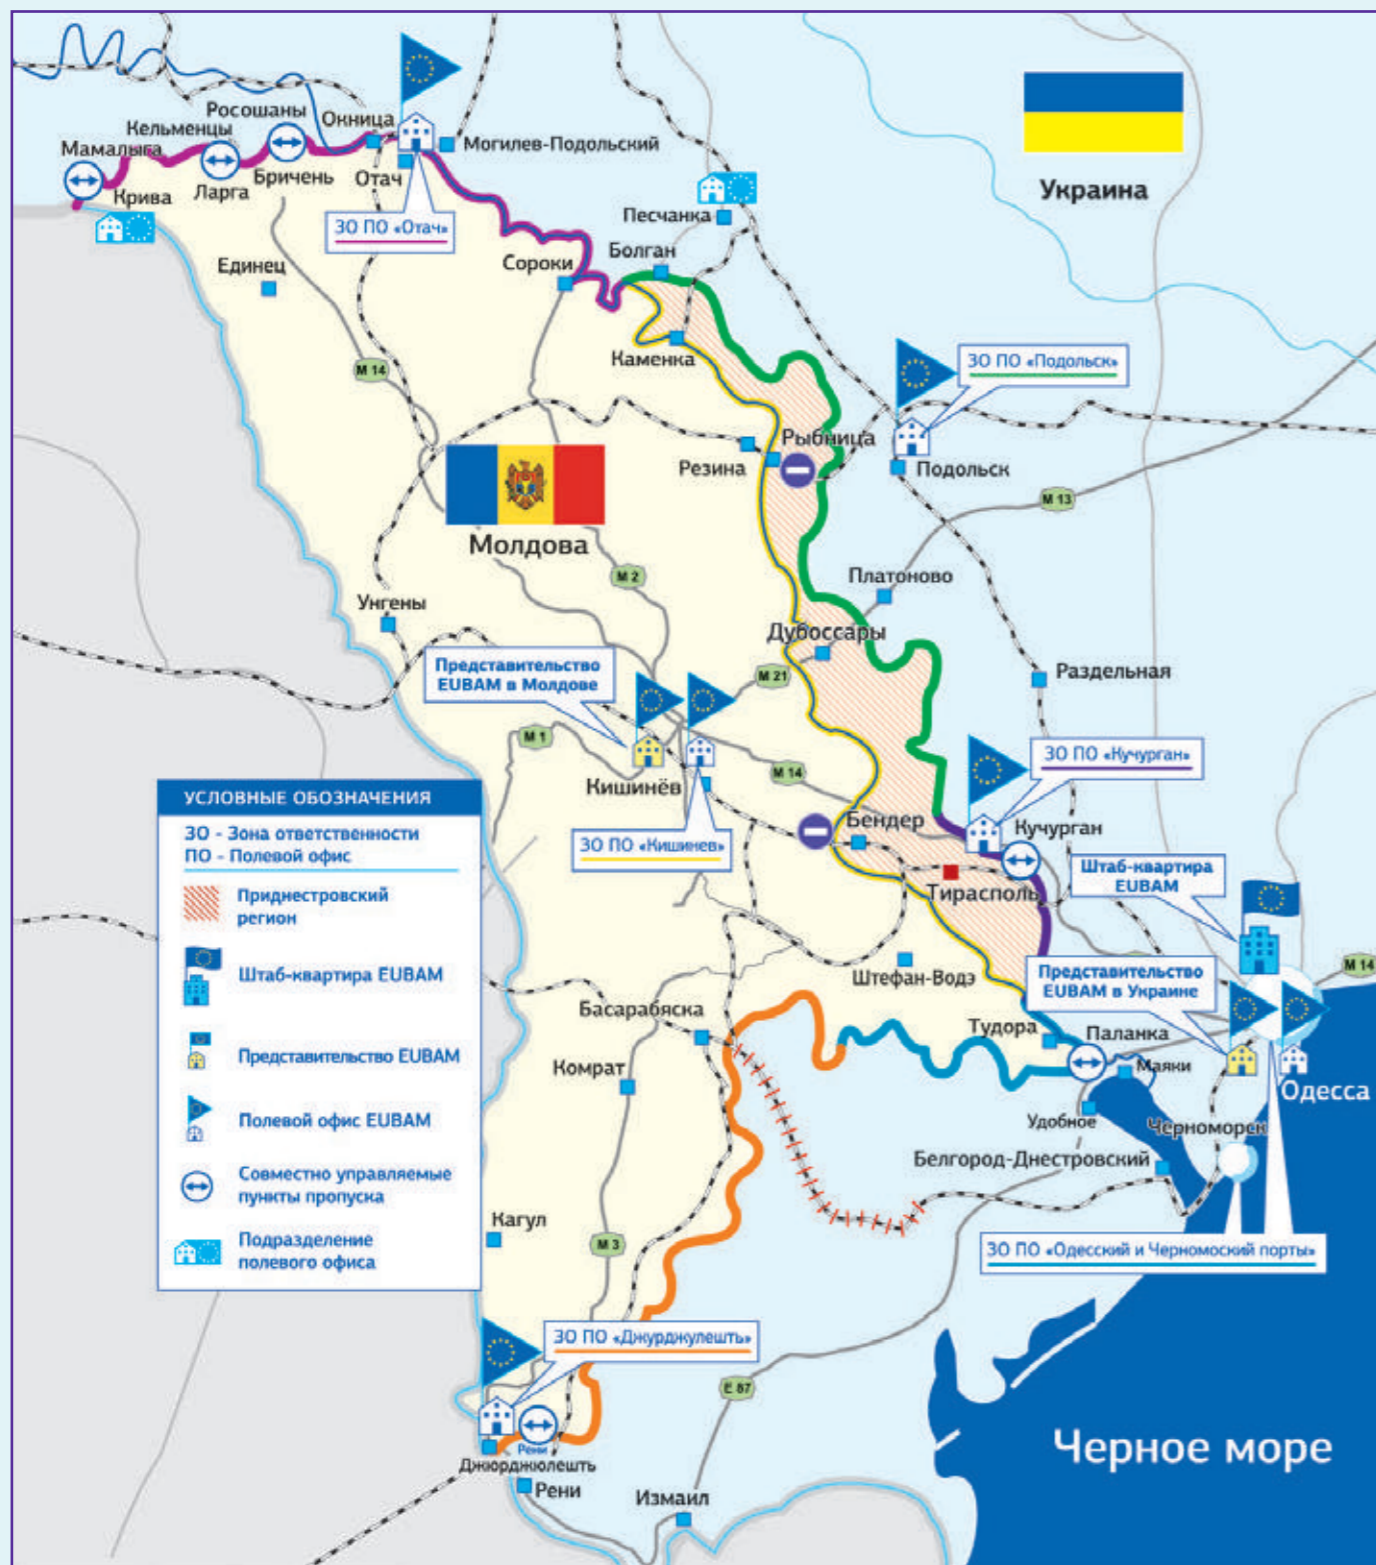 Росошаны
Окница
Кельменцы
Мамалыга
Могилев-Подольский
Бричень
Отач
Ларга
Крива
ЗО ПО «Отач»
Украина
Песчанка
Болган
Сороки
Единец
Каменка
ЗО ПО «Подольск»
M 14
Рыбница
Резина
Подольск
M 13
Молдова
M 2
Платоново
Унгены
Дубоссары
Представительство
EUBAM в Молдове
M 21
Раздельная
M 1
ЗО ПО «Кучурган»
M 14
Кишинёв
Бендер
Кучурган
ЗО ПО «Кишинев»
Штаб-квартира
EUBAM
Тирасполь
УСЛОВНЫЕ ОБОЗНАЧЕНИЯ
ЗО - Зона ответственности
ПО - Полевой офис
Приднестровский
регион
Штаб-квартира EUBAM
Представительство EUBAM
Полевой офис EUBAM
Совместно управляемые
пункты пропуска
Подразделение
полевого офиса
Штефан-Водэ
Представительство
EUBAM в Украине
M 14
Басарабяска
Тудора
Паланка
Комрат
Маяки
Одесса
Удобное
Черноморск
Белгород-Днестровский
Кагул
M 3
ЗО ПО «Одесский и Черномоский порты»
ЗО ПО «Джурджулешть»
E 87
Рени
Джюрджюлешть
Рени
Измаил
Черное море